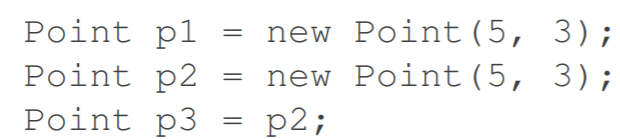 Point p1 = new Point(5, 3);
Point p2 = new Point(5, 3);
Point p3 = p2;